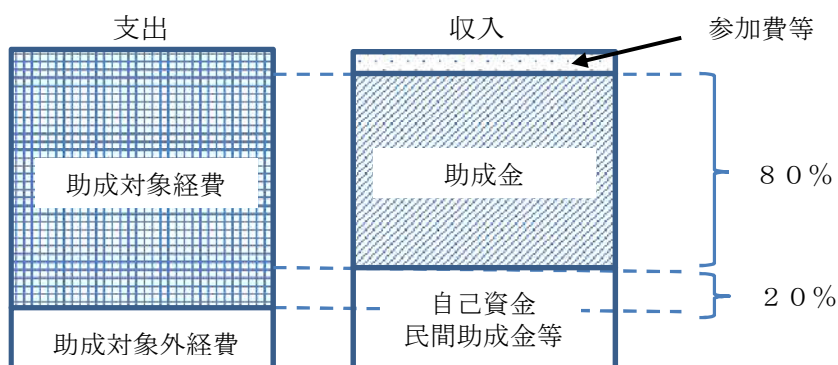 支出
収入
参加費等
助成対象経費
助成金
８０%
自己資金
民間助成金等
２０%
助成対象外経費